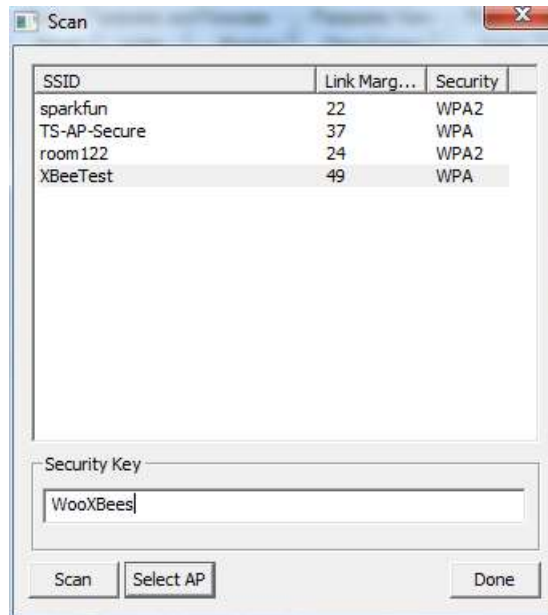 Scan
X
SSID Link Marg... Security
sparkfun 22 WPA2
TS-AP-Secure 37 WPA
room122 24 WPA2
XBeeTest 49 WPA
Security Key
WooXBees
Scan Select AP Done